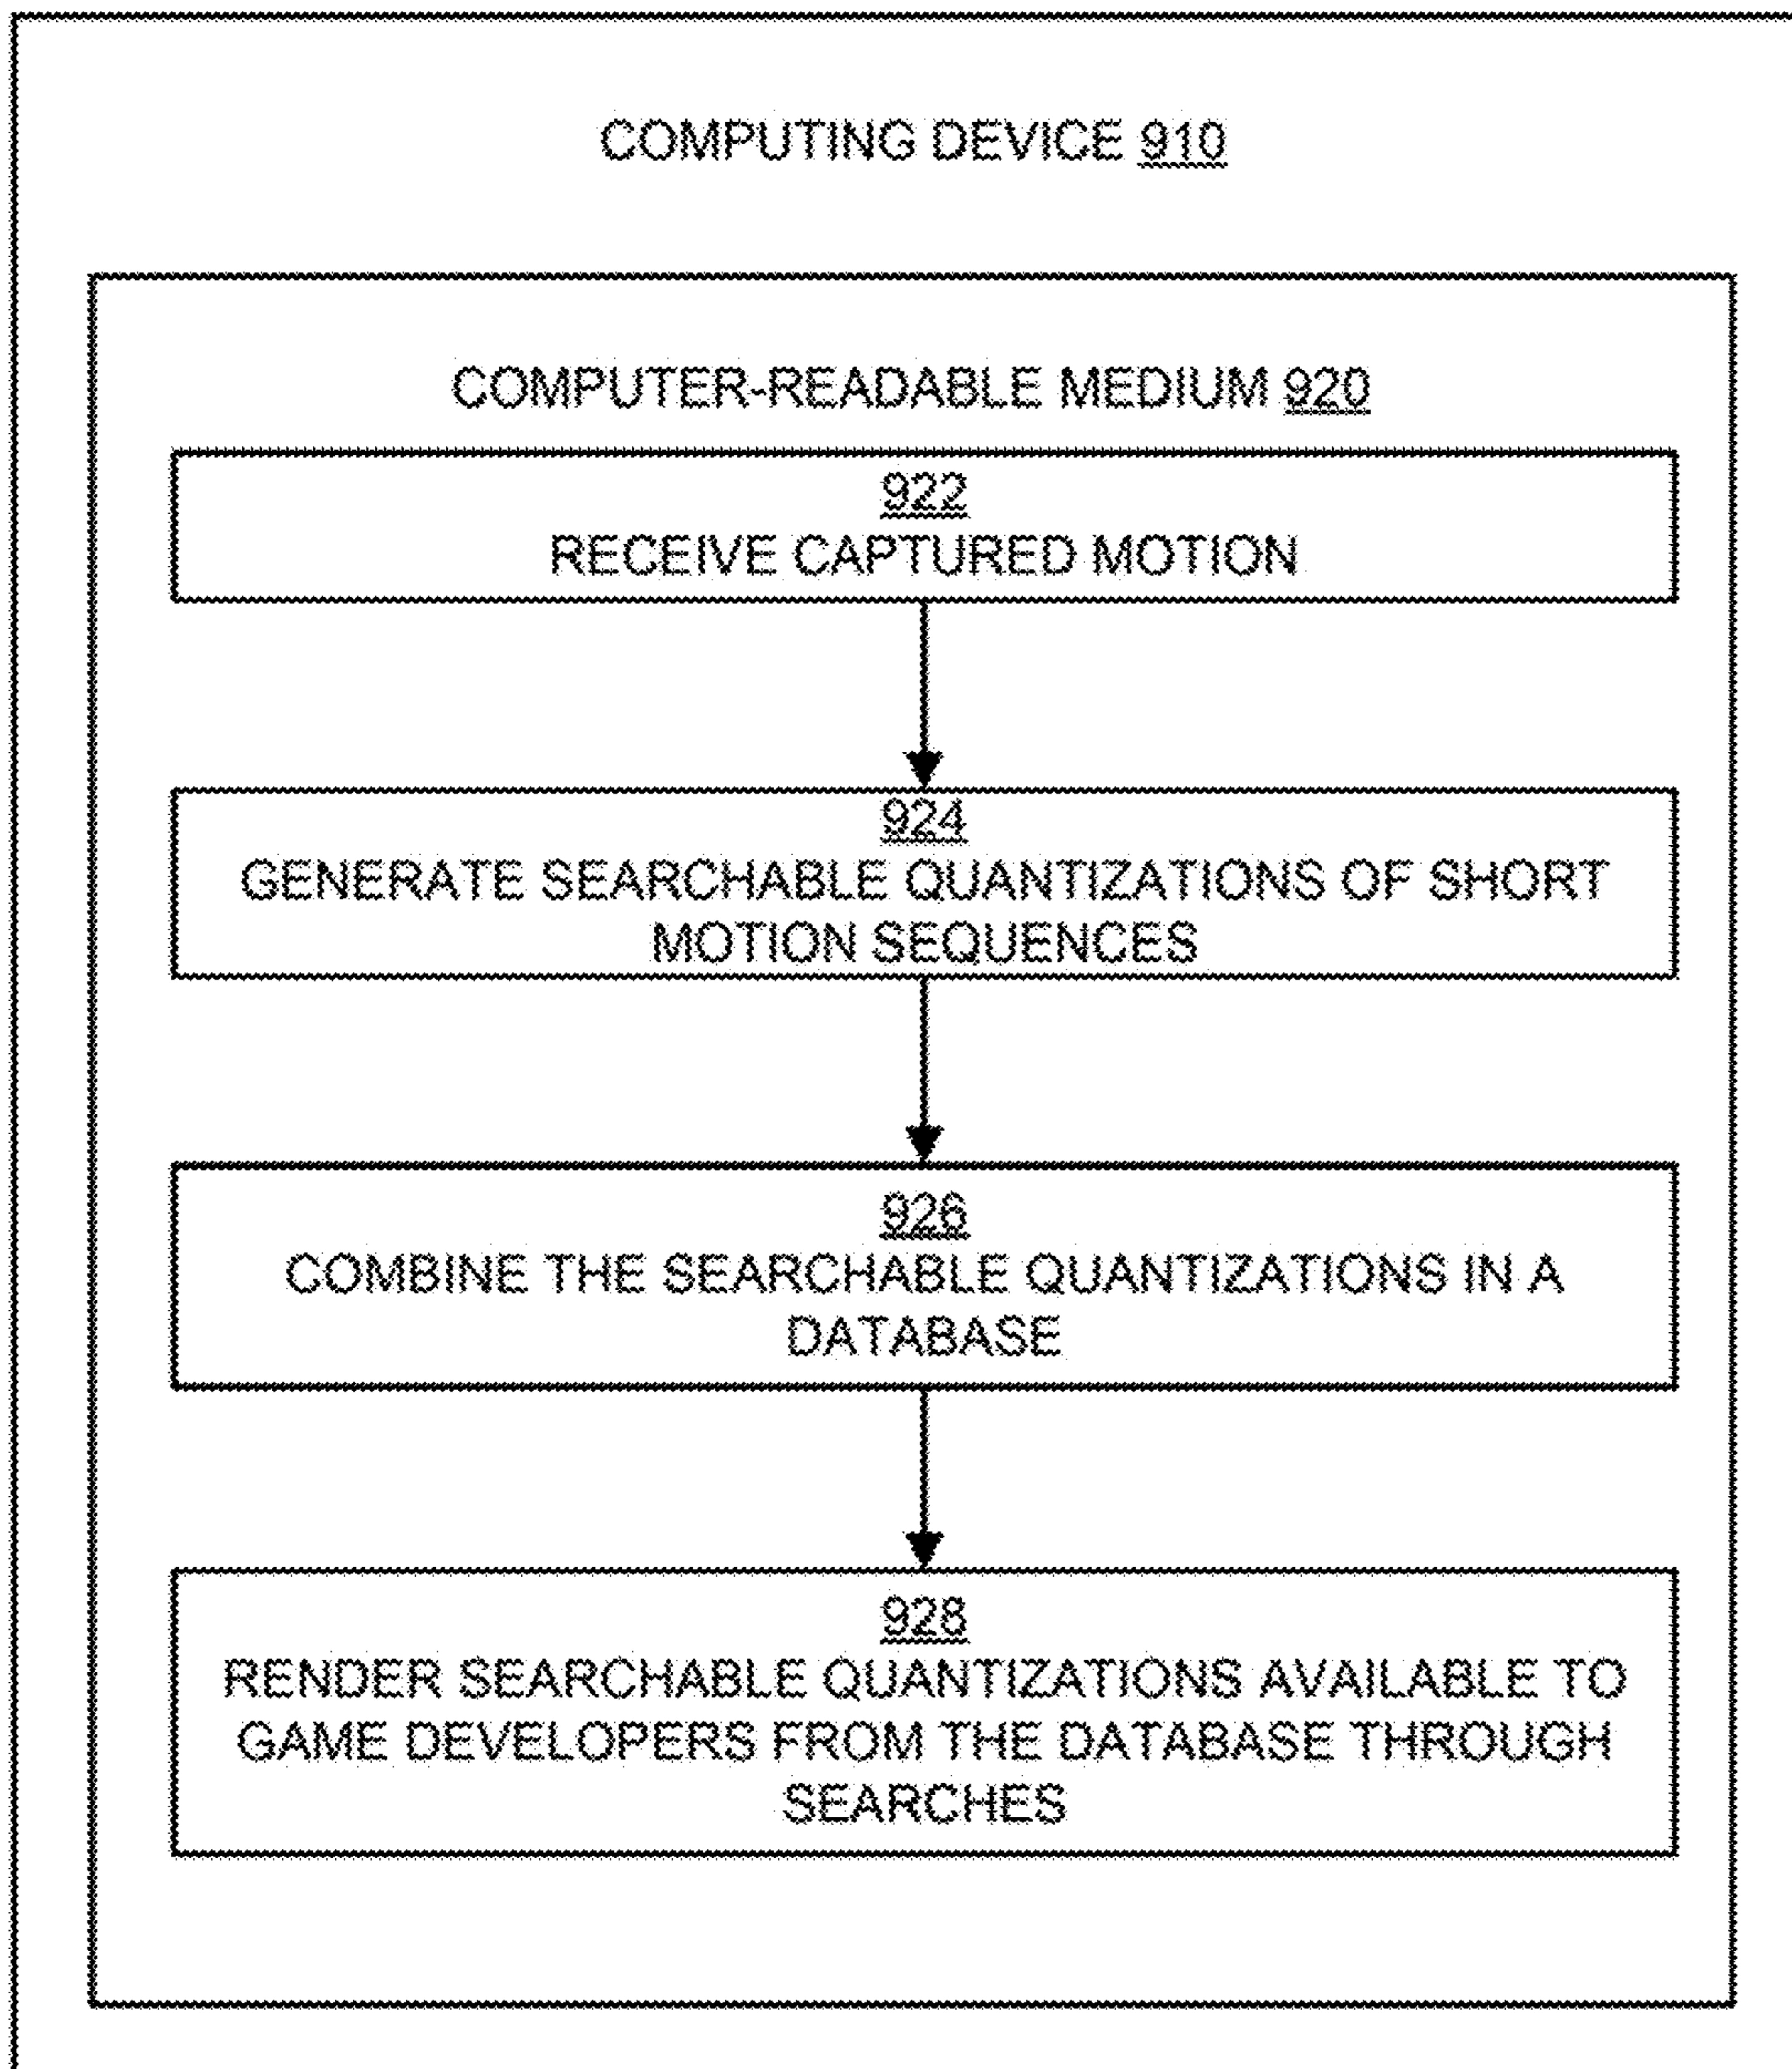 COMPUTING DEVICE 910
COMPUTER-READABLE MEDIUM 920
922
RECEIVE CAPTURED MOTION
924
GENERATE SEARCHABLE QUANTIZATIONS OF SHORT
MOTION SEQUENCES
926
COMBINE THE SEARCHABLE QUANTIZATIONS IN A
DATABASE
928
RENDER SEARCHABLE QUANTIZATIONS AVAILABLE TO
GAME DEVELOPERS FROM THE DATABASE THROUGH
SEARCHES